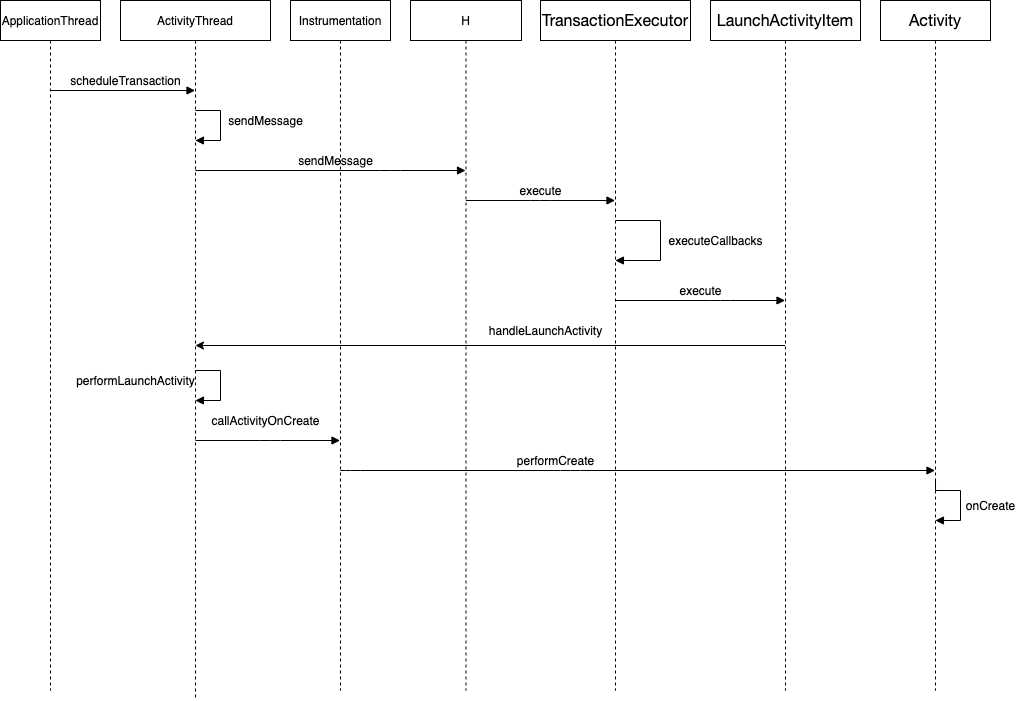 ApplicationThread
ActivityThread
Instrumentation
H
TransactionExecutor
LaunchActivityItem
Activity
scheduleTransaction
sendMessage
sendMessage
execute
executeCallbacks
execute
handleLaunchActivity
performLaunchActivity
callActivityOnCreate
performCreate
onCreate